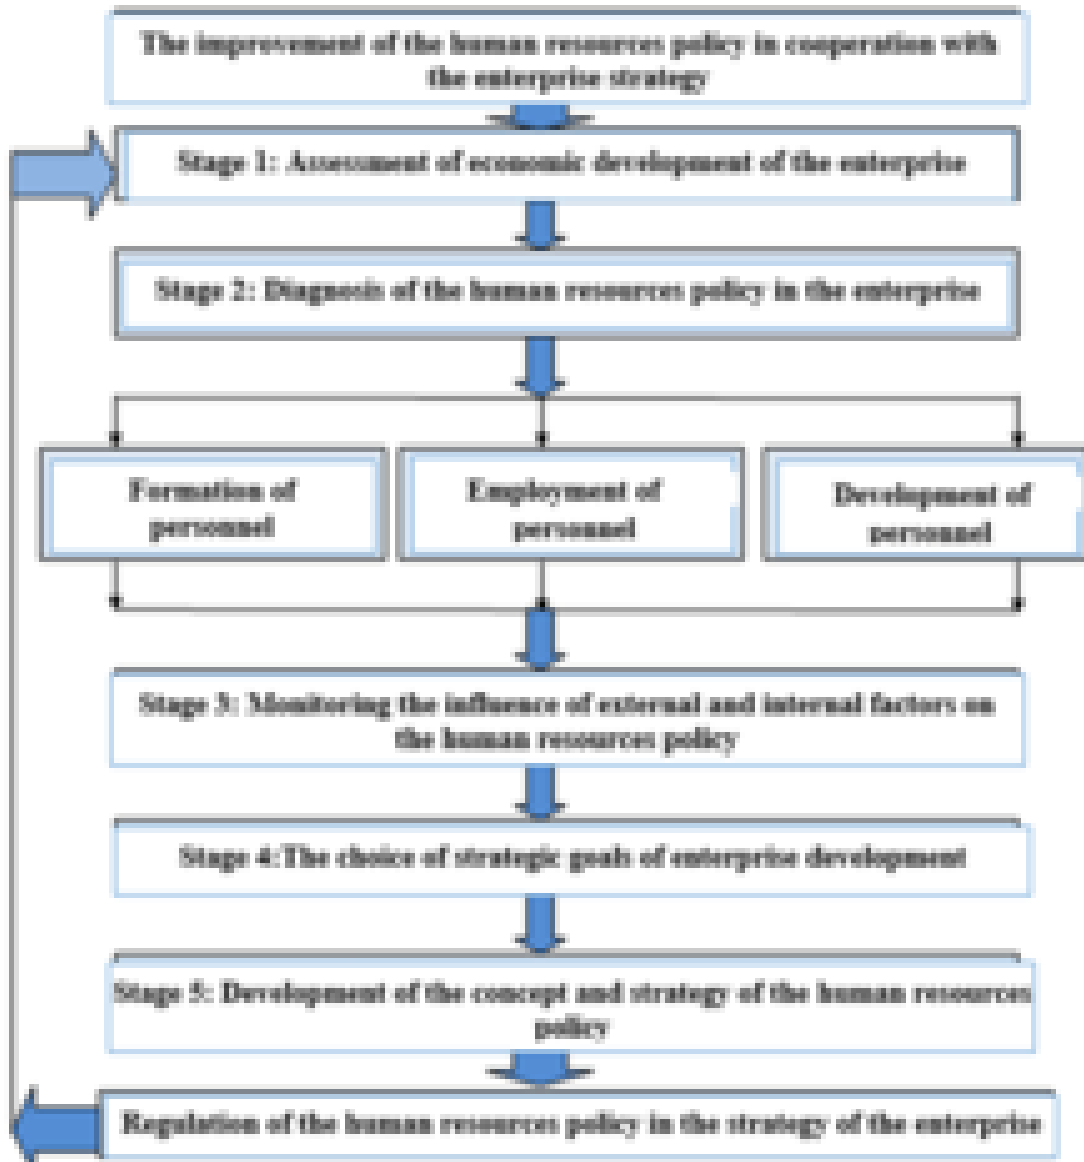 The improvement of the human resources policy in cooperation with
the enterprise strategy
Stage 1: Assessment of economic development of the enterprise
Stage 2: Diagnosis of the human resources policy in the enterprise
Formation of
personnel
Employment of
personnel
Development of
personnel
Stage 3: Monitoring the influence of external and internal factors on
the human resources policy
Stage 4:The choice of strategic goals of enterprise development
Stage 5: Development of the concept and strategy of the human resources
policy
Regulation of the human resources policy in the strategy of the enterprise